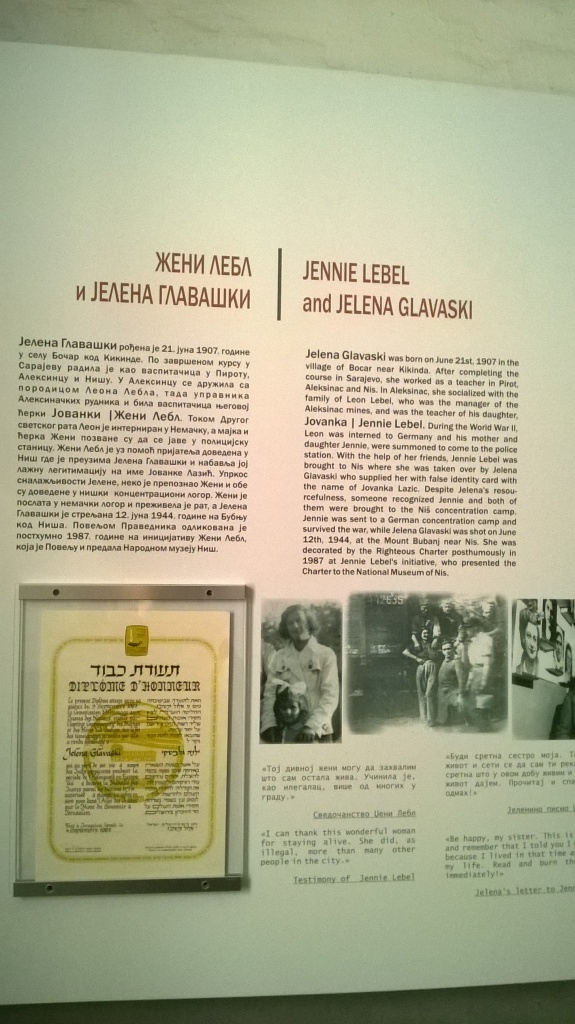 ЖЕНИ ЛЕБЛ
и ЈЕЛЕНА ГЛАВАШКИ
JENNIE LEBEL
and JELENA GLAVASKI
Јелена Главашки рођена је 21. јуна 1907. године
у селу Бочар код Кикинде. По завршеном курсу у
Сарајеву радила је као васпитачица у Пироту,
Алексинцу и Нишу. У Алексинцу се дружила са
породицом Леона Лебла, тада управника
Алексиначких рудника и била васпитачица његовој
ћерки Јованки |Жени Лебл. Током Другог
светског рата Леон је интерниран у Немачку, а мајка и
ћерка Жени позване су да се јаве у полицијску
станицу. Жени Лебл је уз помоћ пријатеља доведена у
Ниш где је преузима Јелена Главашки и набавља јој
лажну легитимацију на име Јованке Лазић. Упркос
сналажљивости Јелене, неко је препознао Жени и обе
су доведене у нишки концентрациони логор. Жени је
послата у немачки логор и преживела је рат, а Јелена
Главашки је стрељана 12. јуна 1944. године на Бубњу
код Ниша. Повељом Праведника одликована је
постхумно 1987. године на иницијативу Жени Лебл,
која је Повељу и предала Народном музеју Ниш.
Jelena Glavaski was born on June 21st, 1907 in the
village of Bocar near Kikinda. After completing the
course in Sarajevo, she worked as a teacher in Pirot,
Aleksinac and Nis. In Aleksinac, she socialized with the
family of Leon Lebel, who was the manager of the
Aleksinac mines, and was the teacher of his daughter,
Jovanka | Jennie Lebel. During the World War II,
Leon was interned to Germany and his mother and
daughter Jennie, were summoned to come to the police
station. With the help of her friends, Jennie Lebel was
brought to Nis where she was taken over by Jelena
Glavaski who supplied her with false identity card with
the name of Jovanka Lazic. Despite Jelena's resou-
rcefulness, someone recognized Jennie and both of
them were brought to the Niš concentration camp.
Jennie was sent to a German concentration camp and
survived the war, while Jelena Glavaski was shot on June
12th, 1944, at the Mount Bubanj near Nis. She was
decorated by the Righteous Charter posthumously in
1987 at Jennie Lebel's initiative, who presented the
Charter to the National Museum of Nis.
תעודת כבוד
DIPLÔME D'HONNEUR
Jelena Glavaški
«Тој дивној жени могу да захвалим
што сам остала жива. Учинила је,
као илегалац, више од многих у
граду.»
Сведочанство Џени Лебл
«I can thank this wonderful woman
for staying alive. She did, as
illegal, more than many other
people in the city.»
Testimony of Jennie Lebel
«Буди сретна сестро моја.
живот и сети се да сам ти
сретна што у овом добу живим и
живот дајем. Прочитај и
одмах!»
Јеленино писмо
«Be happy, my sister. This is
and remember that I told you I
because I lived in that time
my life. Read and burn
immediately!»
Jelena's letter to